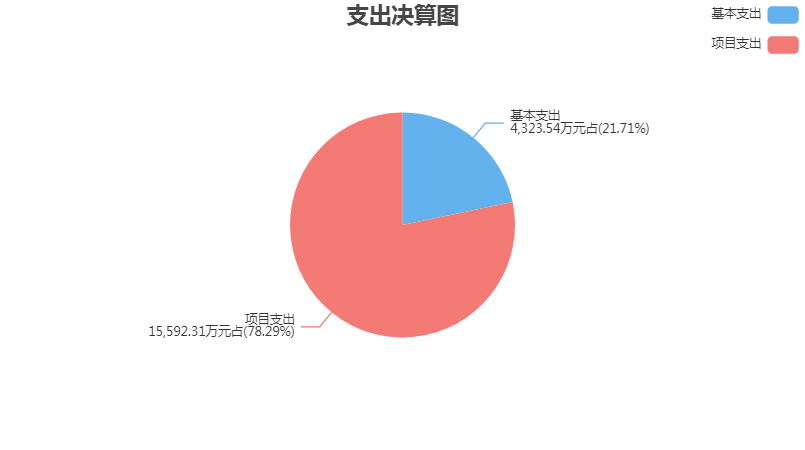 支出决算图
基本支出
项目支出
基本支出
4,323.54万元占(21.71%)
项目支出
15,592.31万元占(78.29%)